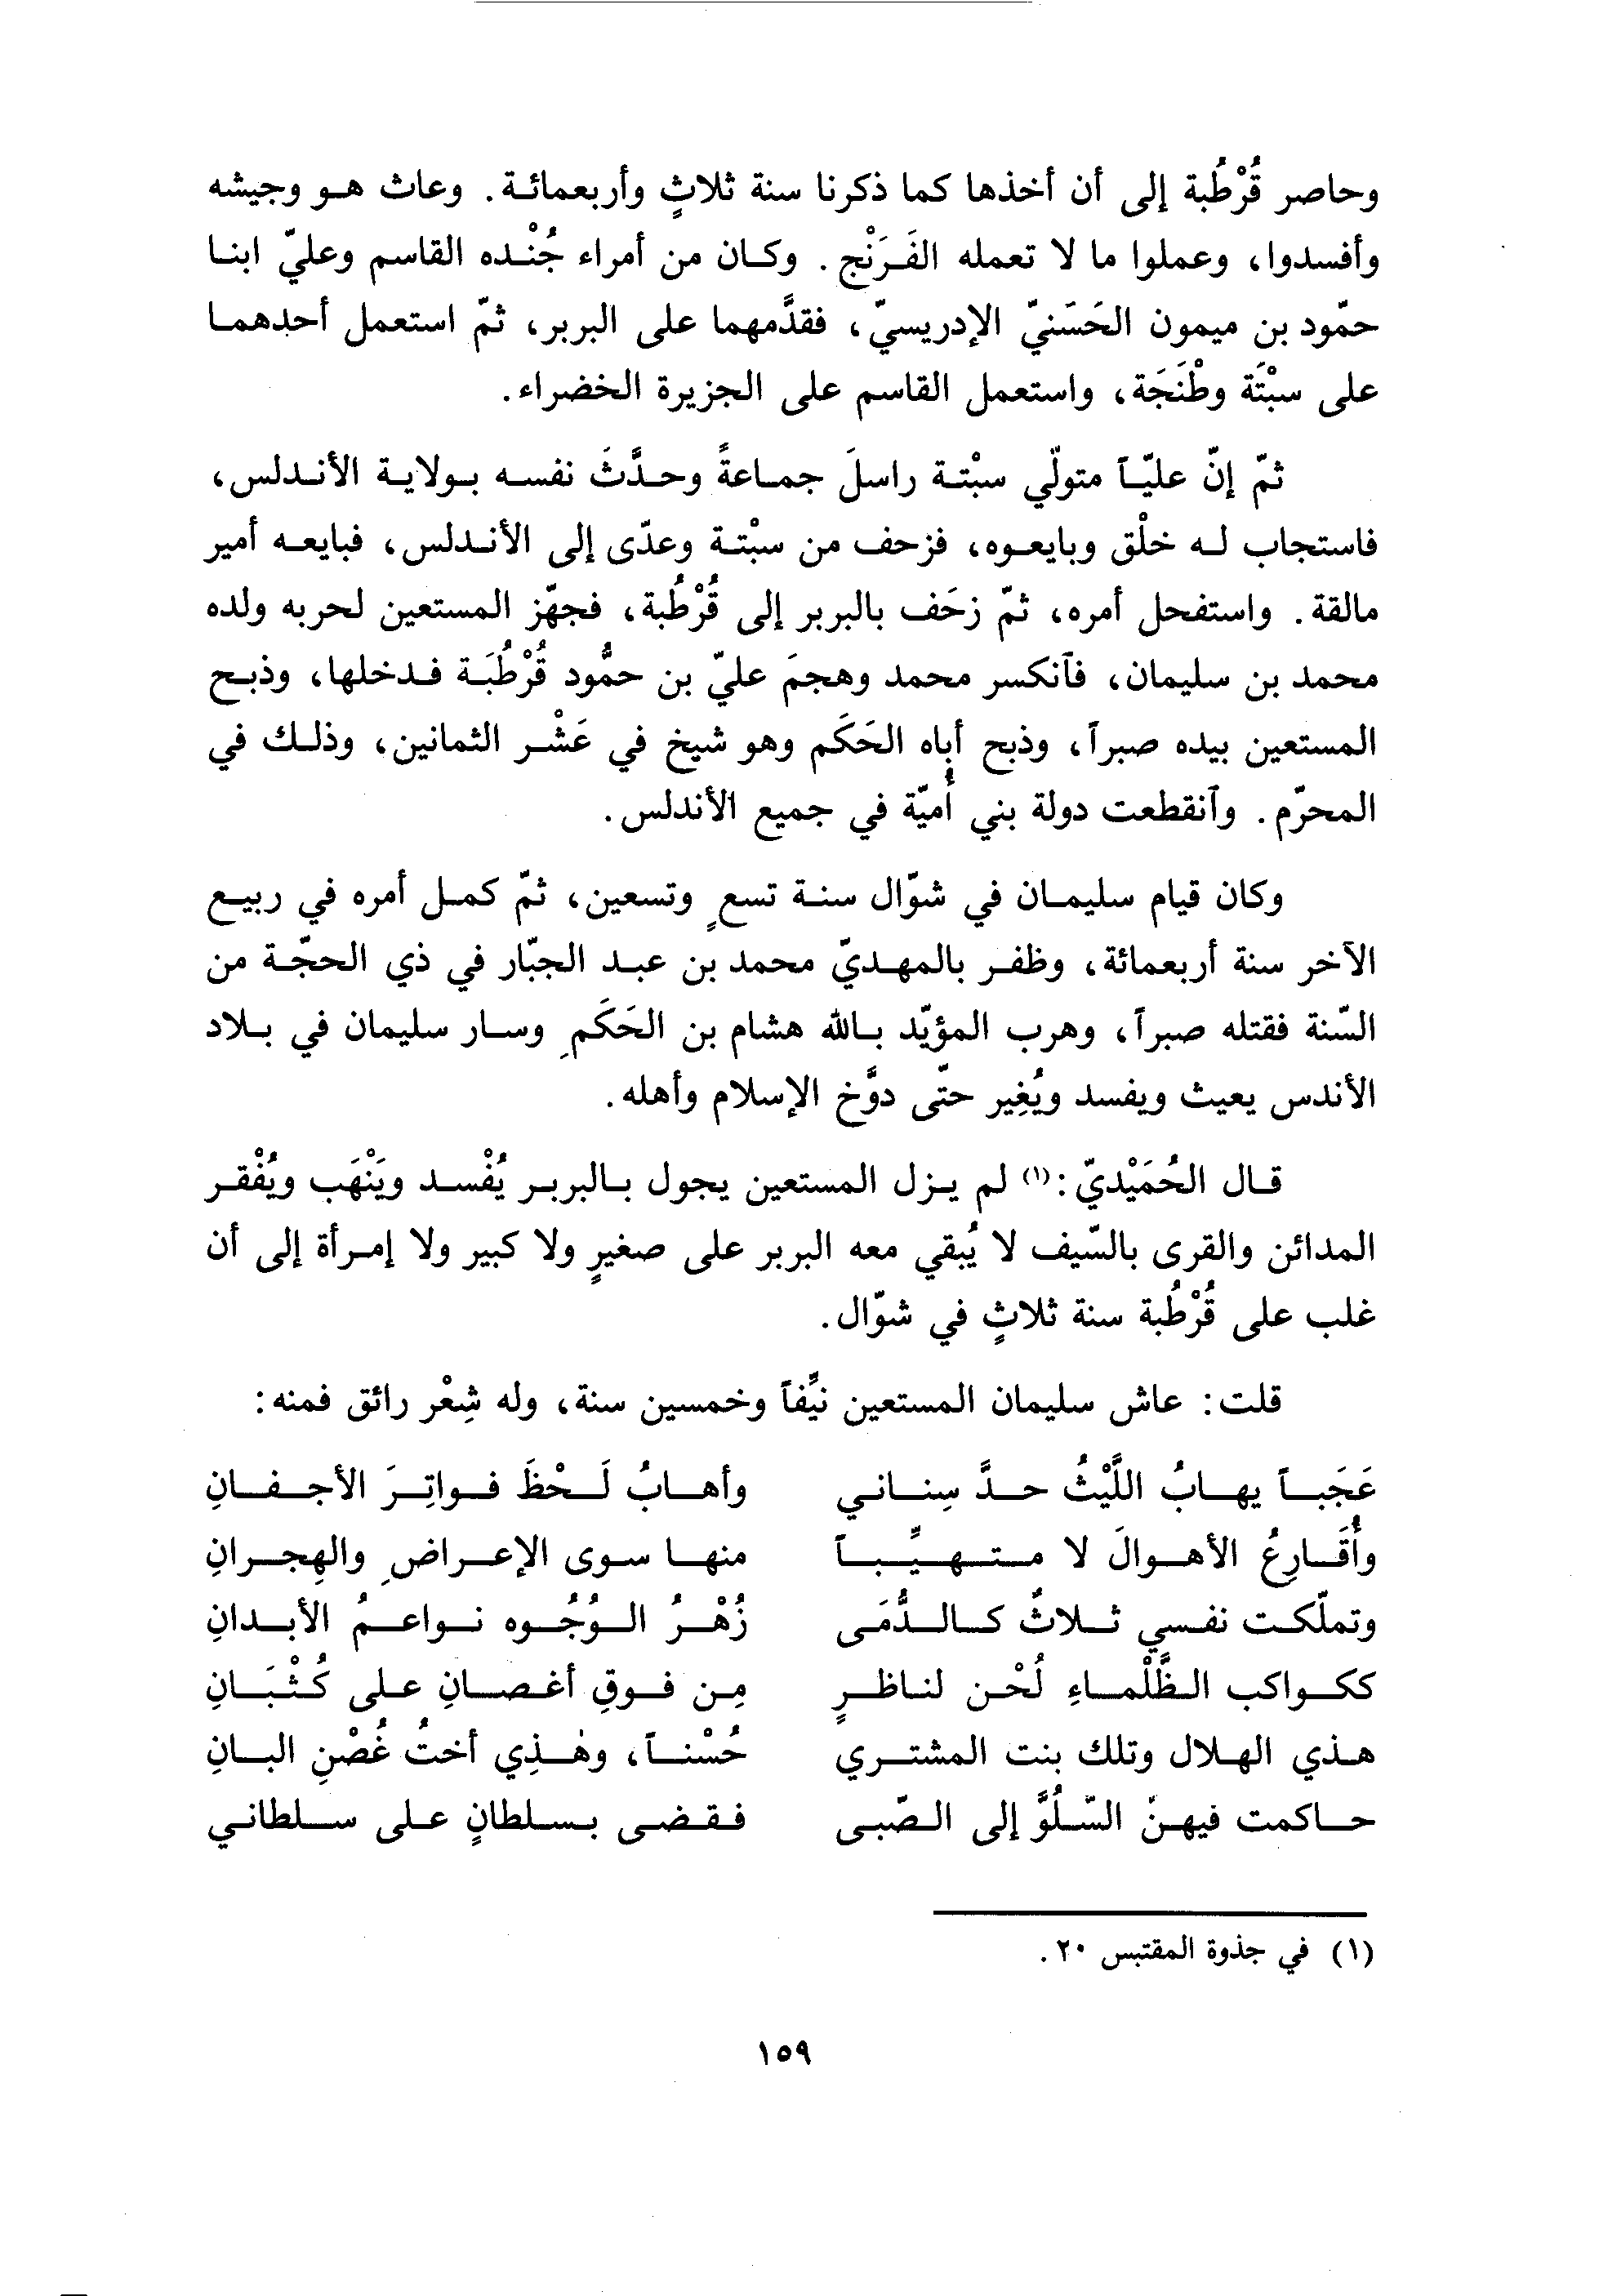 وحاصر قُرْطُبة إلى أن أخذها كما ذكرنا سنة ثلاثٍ وأربعمائة. وعاث هو وجيشه
وأفسدوا، وعملوا ما لا تعمله الفَرَنْج. وكان من أمراء جُنْده القاسم وعليّ ابنا
حمّود بن ميمون الحَسَنيّ الإدريسيّ، فقدَّمهما على البربر، ثمّ استعمل أحدهما
على سبْتَة وطْنَجَة، واستعمل القاسم على الجزيرة الخضراء.
ثمّ إنّ عليّاً متولّي سبْتة راسلَ جماعةً وحدَّثَ نفسه بولاية الأندلس،
فاستجاب له خلْق وبايعوه، فزحف من سبْتة وعدّى إلى الأندلس، فبايعه أمير
مالقة. واستفحل أمره، ثمّ زحَف بالبربر إلى قُرْطُبة، فجهّز المستعين لحربه ولده
محمد بن سليمان، فآنكسر محمد وهجمَ عليّ بن حمُّود قُرْطُبَة فدخلها، وذبح
المستعين بيده صبراً، وذبح أباه الحَكَم وهو شيخ في عَشْر الثمانين، وذلك في
المحرّم. وآنقطعت دولة بني أُميّة في جميع الأندلس.
وكان قيام سليمان في شوّال سنة تسعٍ وتسعين، ثمّ كمل أمره في ربيع
الآخر سنة أربعمائة، وظفر بالمهديّ محمد بن عبد الجبّار في ذي الحجّة من
السّنة فقتله صبراً، وهرب المؤيّد بالله هشام بن الحَكَمِ وسار سليمان في بلاد
الأندس يعيث ويفسد ويُغِير حتّى دوَّخ الإسلام وأهله.
قال الحُمَيْديّ:(١) لم يزل المستعين يجول بالبربر يُفْسد ويَنْهَب ويُفْقر
المدائن والقرى بالسّيف لا يُبقي معه البربر على صغيرٍ ولا كبير ولا إمرأة إلى أن
غلب على قُرْطُبة سنة ثلاثٍ في شوّال.
قلت: عاش سليمان المستعين نيِّفاً وخمسين سنة، وله شِعْر رائق فمنه:
عَجَباً يهابُ اللَّيْثُ حدَّ سِناني وأهابُ لَحْظَ فواتِرَ الأجفانِ
وأُقَارِعُ الأهوالَ لا متهيِّباً منها سوى الإعراضِ والهِجرانِ
وتملّكت نفسي ثلاثٌ كالدُّمَى زُهْرُ الوُجُوه نواعمُ الأبدانِ
ككواكب الظَّلْماءِ لُحْن لناظرٍ مِن فوقِ أغصانِ على كُثْبَانِ
هذي الهلال وتلك بنت المشتري حُسْناً، وهٰذِي أختُ غُصْنِ البانِ
حاكمت فيهنّ السّلُوَّ إلى الصّبى فقضى بسلطانٍ على سلطاني
(١) في جذوة المقتبس ٢٠.
١٥٩